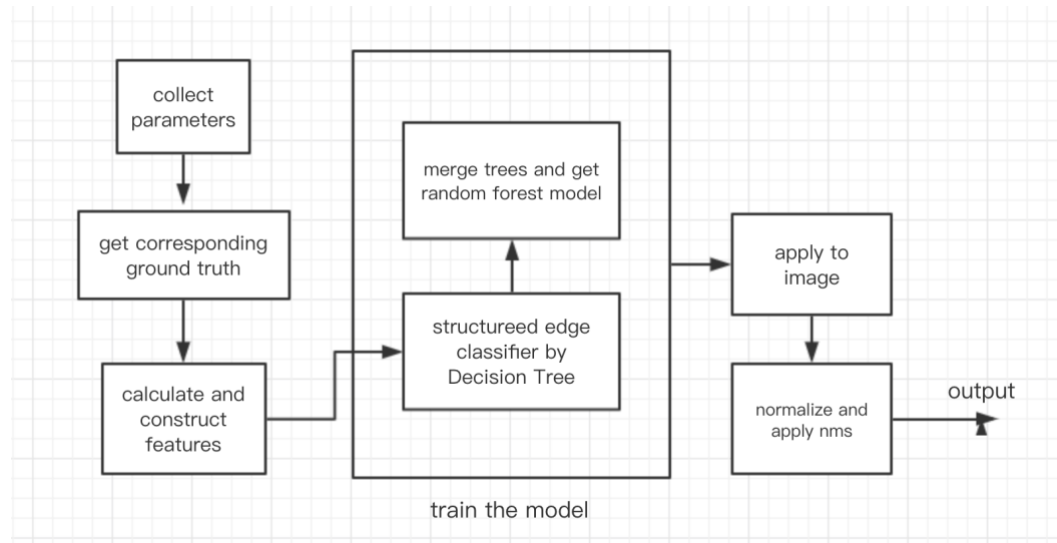 collect
parameters
get corresponding
ground truth
calculate and
construct
features
merge trees and get
random forest model
structureed edge
classifier by
Decision Tree
train the model
apply to
image
normalize and
apply nms
output